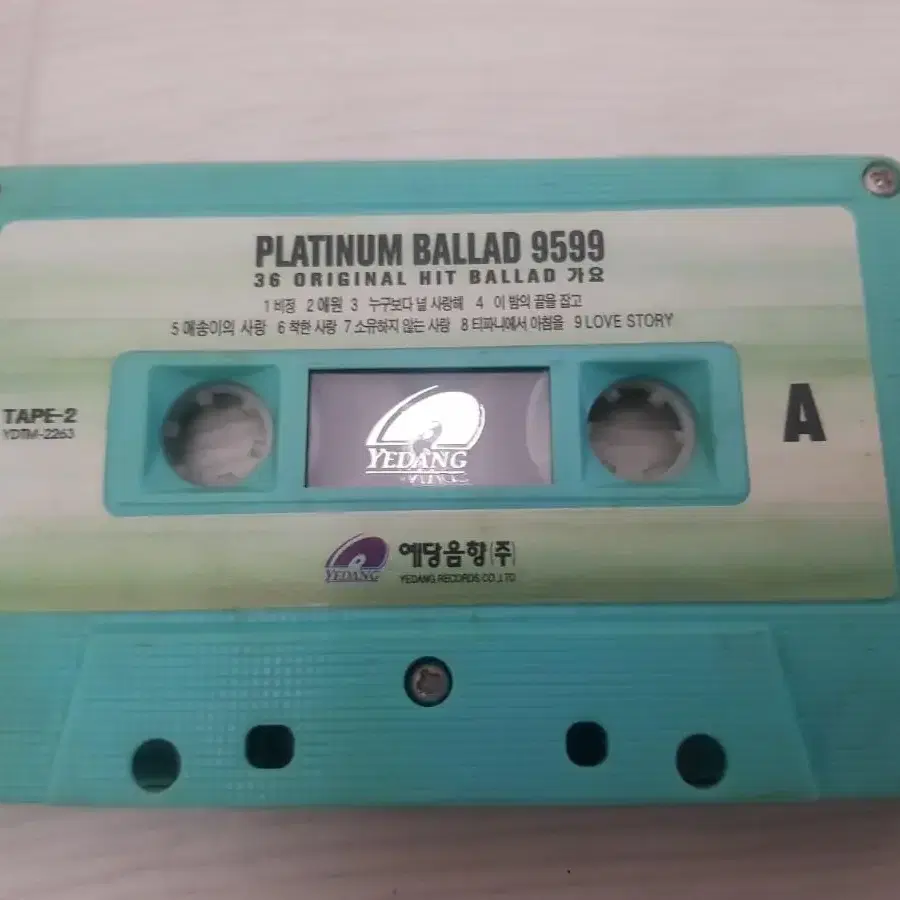 PLATINUM BALLAD 9599
36 ORIGINAL HIT BALLAD 가요
1 비정 2 애원 3 누구보다 널 사랑해 4 이 밤의 끝을 잡고
5 애송이의 사랑 6 착한 사랑 7 소유하지 않는 사랑 8 티파니에서 아침을 9 LOVE STORY
TAPE-2
YDTM-2263
A
YEDANG
YEDANG
예당음향(주)
YEDANG RECORDS CO.,LTD